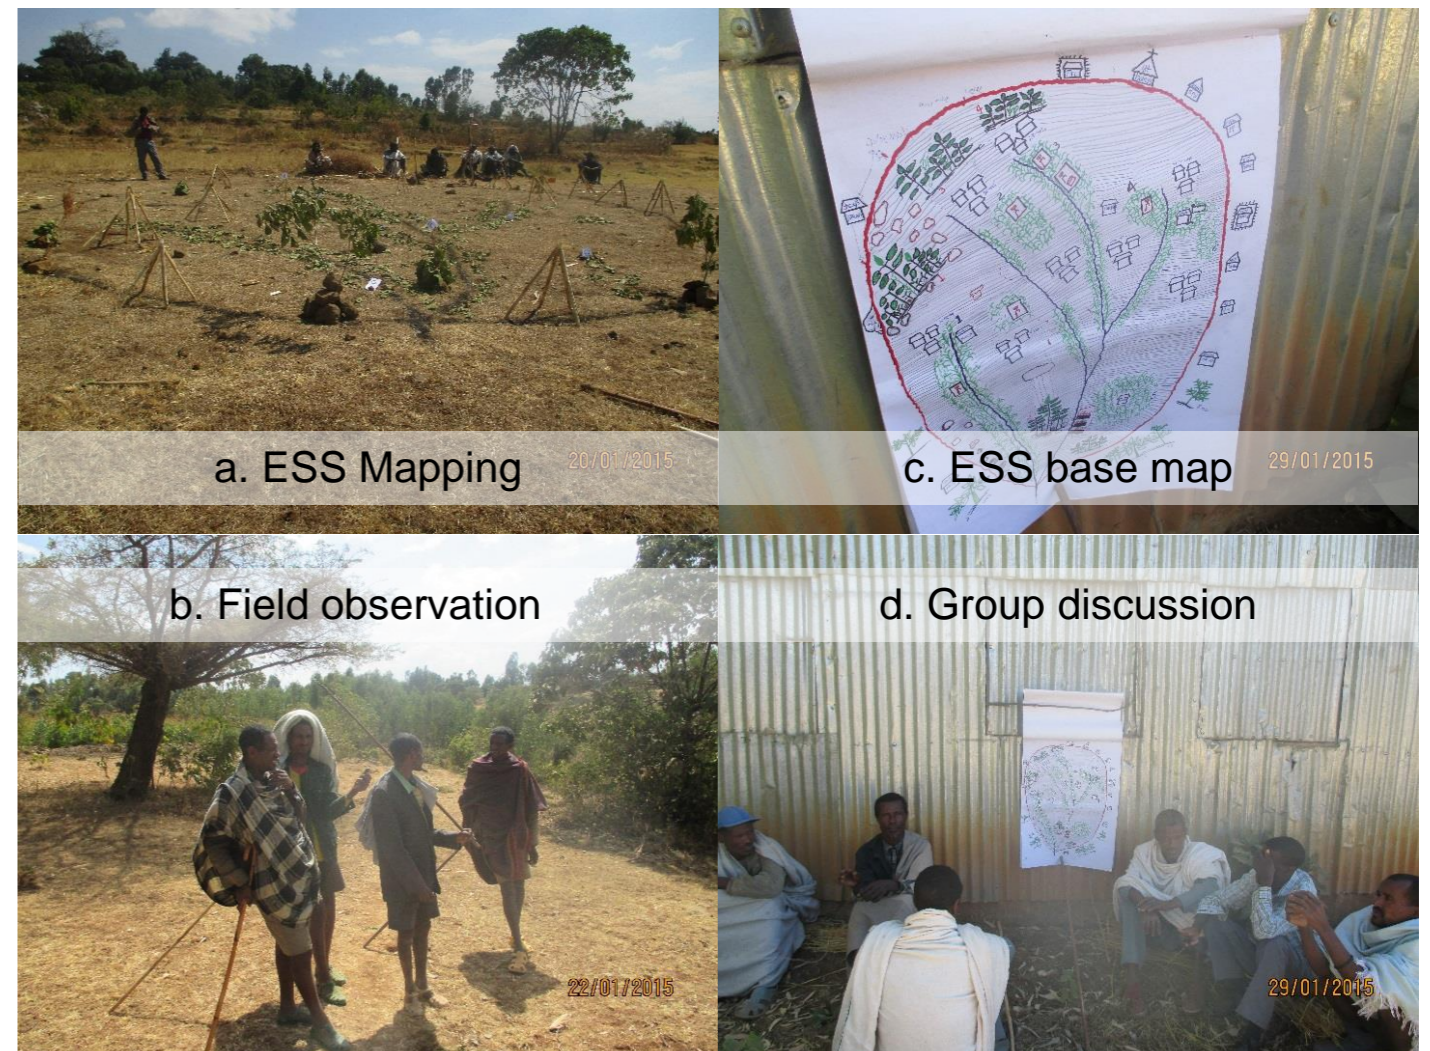 a. ESS Mapping
20/01/2015
c. ESS base map
29/01/2015
b. Field observation
d. Group discussion
22/01/2015
29/01/2015